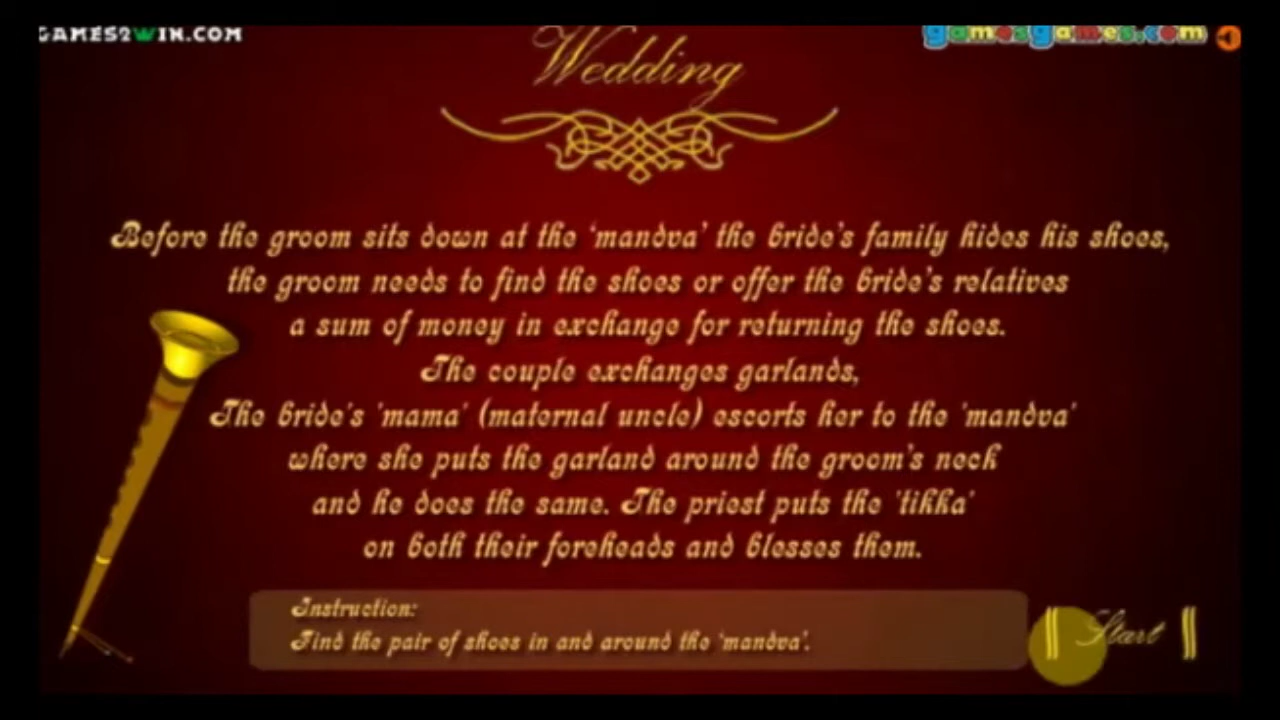 GAMES2WIN.COM
gamesgames.com
Wedding
Before the groom sits down at the 'mandva' the bride's family hides his shoes,
the groom needs to find the shoes or offer the bride's relatives
a sum of money in exchange for returning the shoes.
The couple exchanges garlands,
The bride's 'mama' (maternal uncle) escorts her to the 'mandva'
where she puts the garland around the groom's neck
and he does the same. The priest puts the 'tikka'
on both their foreheads and blesses them.
Instruction:
Find the pair of shoes in and around the 'mandva'.
Start